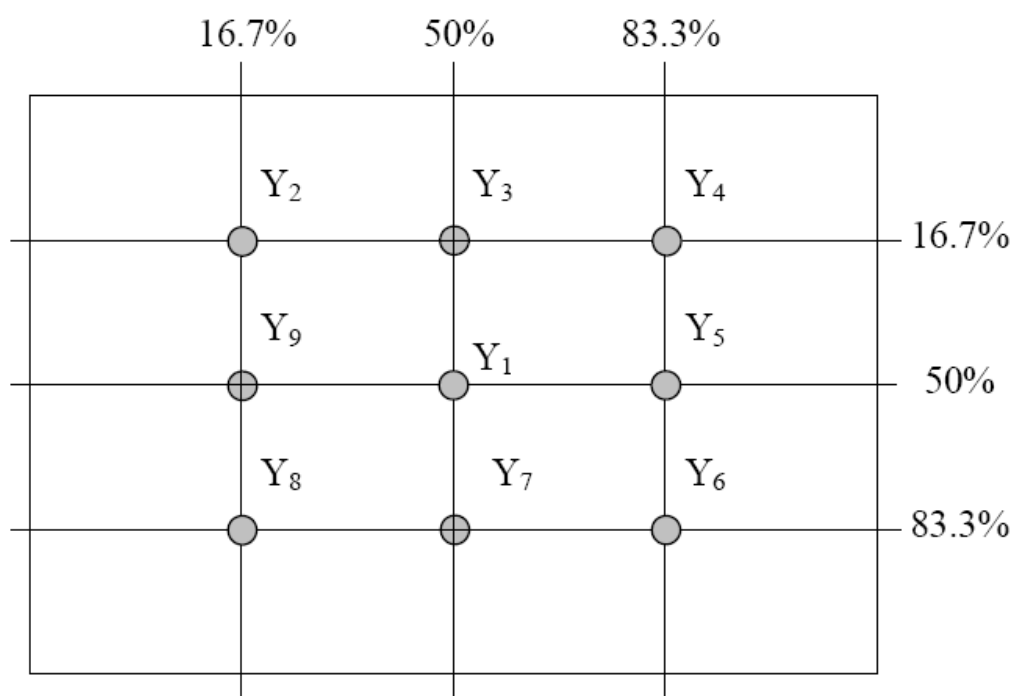 16.7% 50% 83.3%
Y₂ Y₃ Y₄
16.7%
Y₉ Y₁ Y₅
50%
Y₈ Y₇ Y₆
83.3%